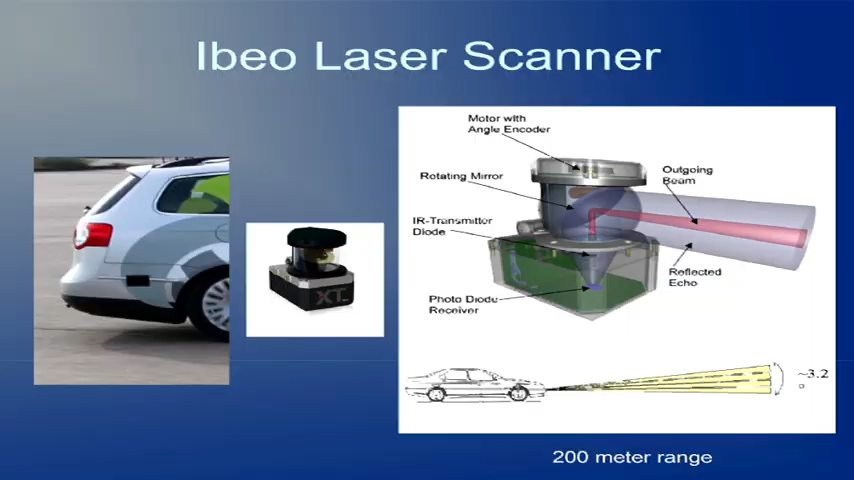 Ibeo Laser Scanner
Motor with
Angle Encoder
Rotating Mirror
Outgoing
Beam
IR-Transmitter
Diode
Reflected
Echo
Photo Diode
Receiver
XT
~3.2
°
200 meter range